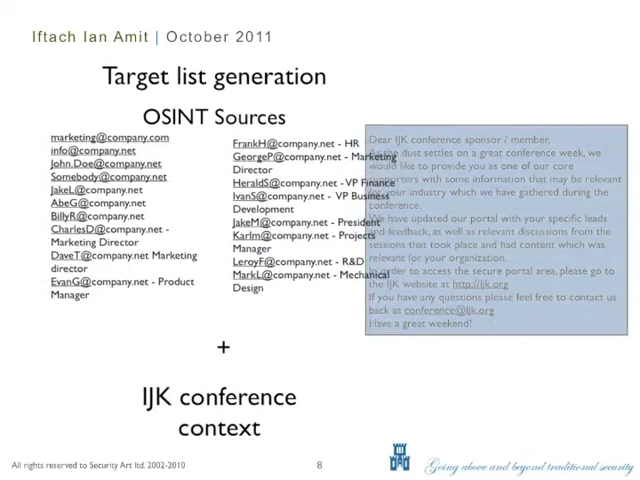 Iftach Ian Amit | October 2011
Target list generation
OSINT Sources
marketing@company.com
info@company.net
John.Doe@company.net
Somebody@company.net
JakeL@company.net
AbeG@company.net
BillyR@company.net
CharlesD@company.net -
Marketing Director
DaveT@company.net Marketing
director
EvanG@company.net - Product
Manager
FrankH@company.net - HR
GeorgeP@company.net - Marketing
Director
HeraldS@company.net - VP Finance
IvanS@company.net - VP Business
Development
JakeM@company.net - President
KarlM@company.net - Projects
Manager
LeroyF@company.net - R&D
MarkL@company.net - Mechanical
Design
Dear IJK conference sponsor / member,
As the dust settles on a great conference week, we
would like to provide you as one of our core
supporters with some information that may be relevant
for your industry which we have gathered during the
conference.
We have updated our portal with your specific leads
and feedback, as well as relevant discussions from the
sessions that took place and had content which was
relevant for your organization.
In order to access the secure portal area, please go to
the IJK website at http://ijk.org
If you have any questions please feel free to contact us
back at conference@ijk.org
Have a great weekend!
+
IJK conference
context
All rights reserved to Security Art ltd. 2002-2010
8
Going above and beyond traditional security